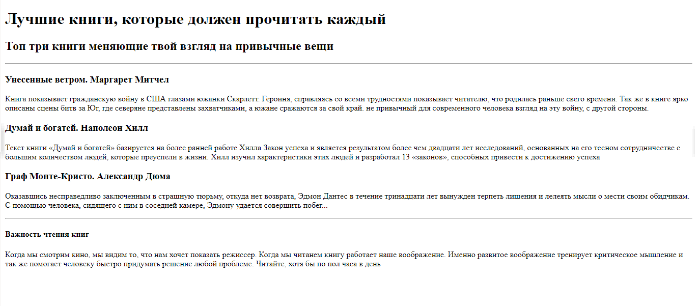 Лучшие книги, которые должен прочитать каждый
Топ три книги меняющие твой взгляд на привычные вещи
Унесенные ветром. Маргарет Митчел
Книга показывает гражданскую войну в США глазами южанки Скарлетт. Героиня, справляясь со всеми трудностями показывает читателю, что родилась раньше свето времени. Так же в книге ярко
описаны сцены битв за Юг, где северяне представлены захватчиками, а южане сражаются за свой край. не привычный для современного человека взгляд на эту войну, с другой стороны.
Думай и богатей. Наполеон Хилл
Текст книги «Думай и богатей» базируется на более ранней работе Хилла Закон успеха и является результатом более чем двадцати лет исследований, основанных на его тесном сотрудничестве с
большим количеством людей, которые преуспели в жизни. Хилл изучил характеристики этих людей и разработал 13 «законов», способных привести к достижению успеха
Граф Монте-Кристо. Александр Дюма
Оказавшись несправедливо заключенным в страшную тюрьму, откуда нет возврата, Эдмон Дантес в течение тринадцати лет вынужден терпеть лишения и лелеять мысли о мести своим обидчикам.
С помощью человека, сидящего с ним в соседней камере, Эдмону удается совершить побег...
Важность чтения книг
Когда мы смотрим кино, мы видим то, что нам хочет показать режиссер. Когда мы читаем книгу работает наше воображение. Именно развитое воображение тренирует критическое мышление и
так же помогает человеку быстро придумать решение любой проблеме. Читайте, хотя бы по пол часа в день